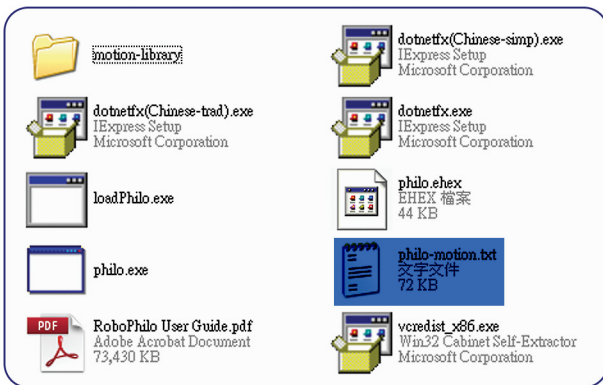 motion-library
dotnetfx(Chinese-simp).exe
IExpress Setup
Microsoft Corporation
dotnetfx(Chinese-trad).exe
IExpress Setup
Microsoft Corporation
dotnetfx.exe
IExpress Setup
Microsoft Corporation
loadPhilo.exe
philo.ehex
EHEX 檔案
44 KB
philo.exe
philo-motion.txt
文字文件
72 KB
PDF
RoboPhilo User Guide.pdf
Adobe Acrobat Document
73,430 KB
vcredist_x86.exe
Win32 Cabinet Self-Extractor
Microsoft Corporation